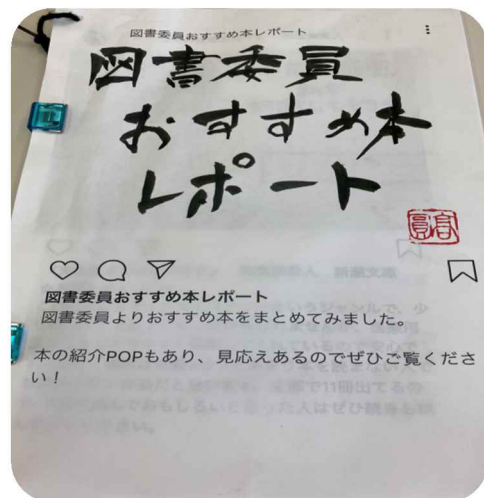 図書委員おすすめ本レポート
図書委員
おすすめ本
レポート
図書委員おすすめ本レポート
図書委員よりおすすめ本をまとめてみました。
本の紹介POPもあり、見応えあるのでぜひご覧くださ
い！